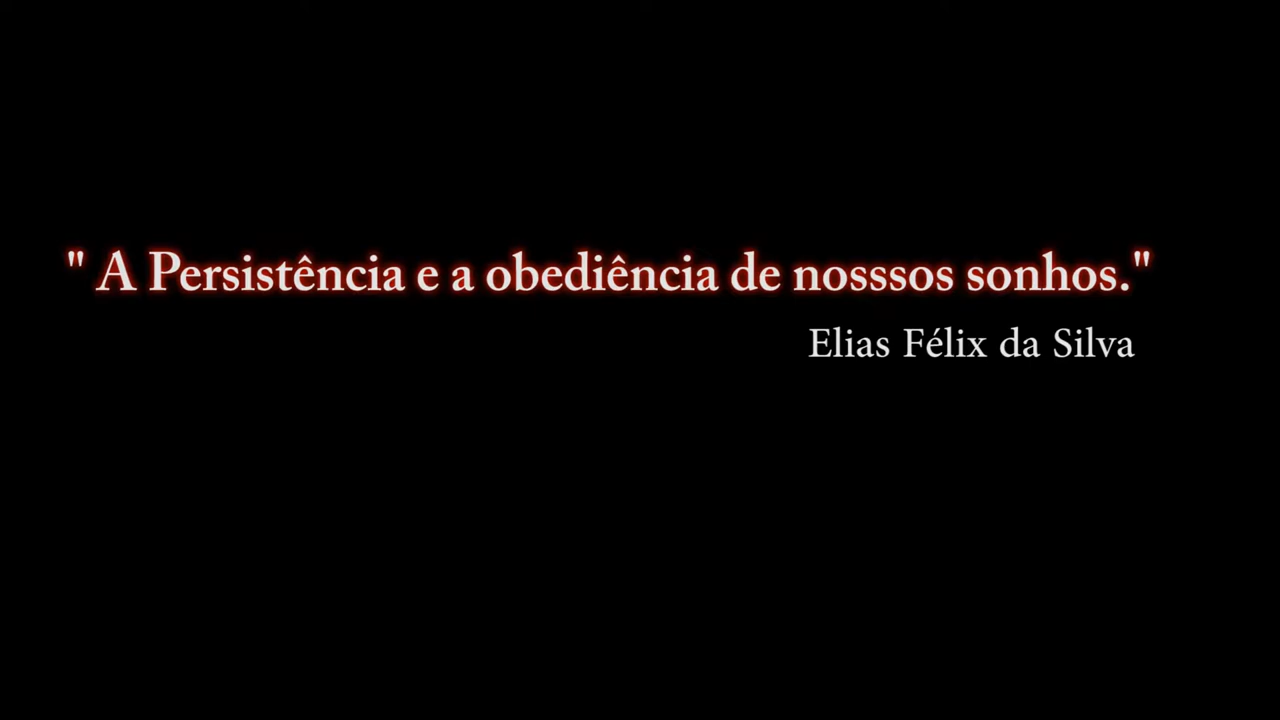 " A Persistência e a obediência de nosssos sonhos."
Elias Félix da Silva